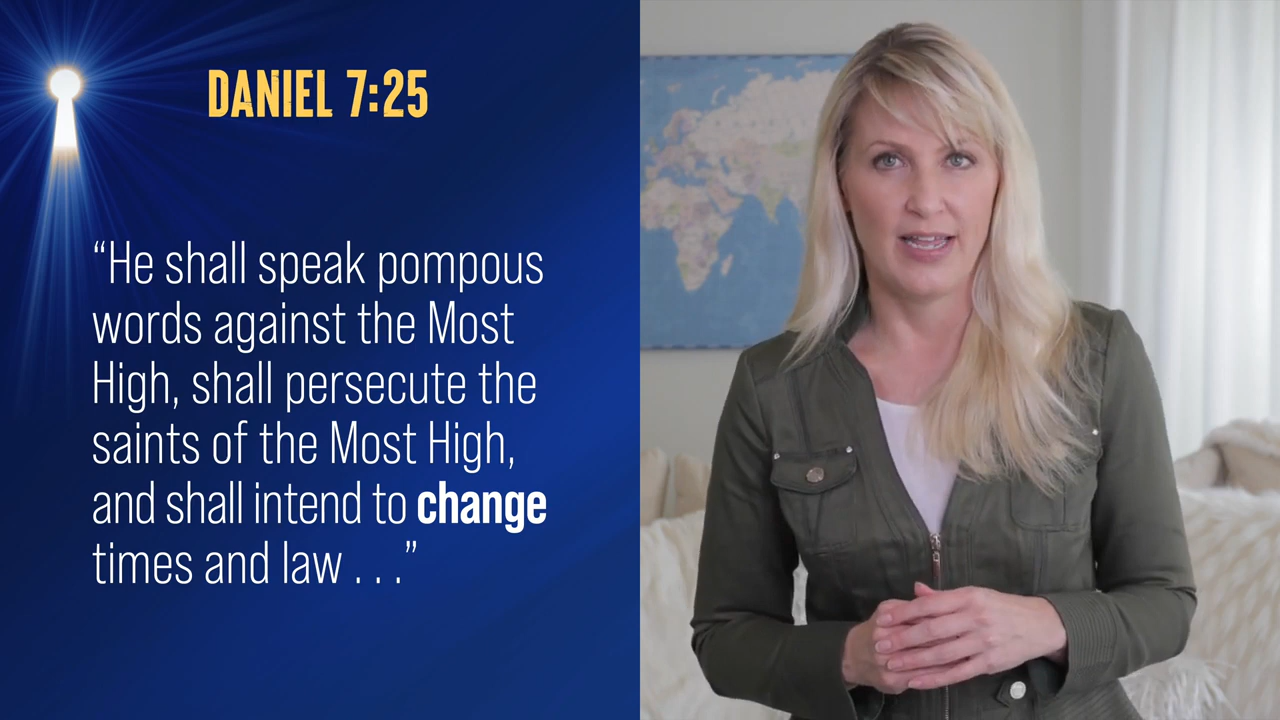 DANIEL 7:25
“He shall speak pompous
words against the Most
High, shall persecute the
saints of the Most High,
and shall intend to change
times and law . . .”